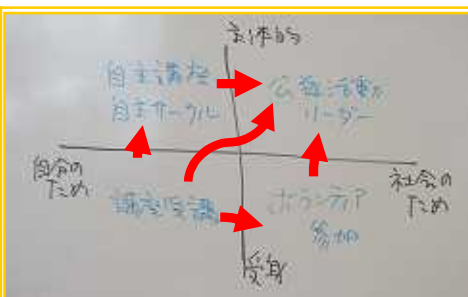 主体的
自主講座
自主サークル
公益活動
リーダー
自分の
ため
社会の
ため
講座受講
ボランティア
参加
受身